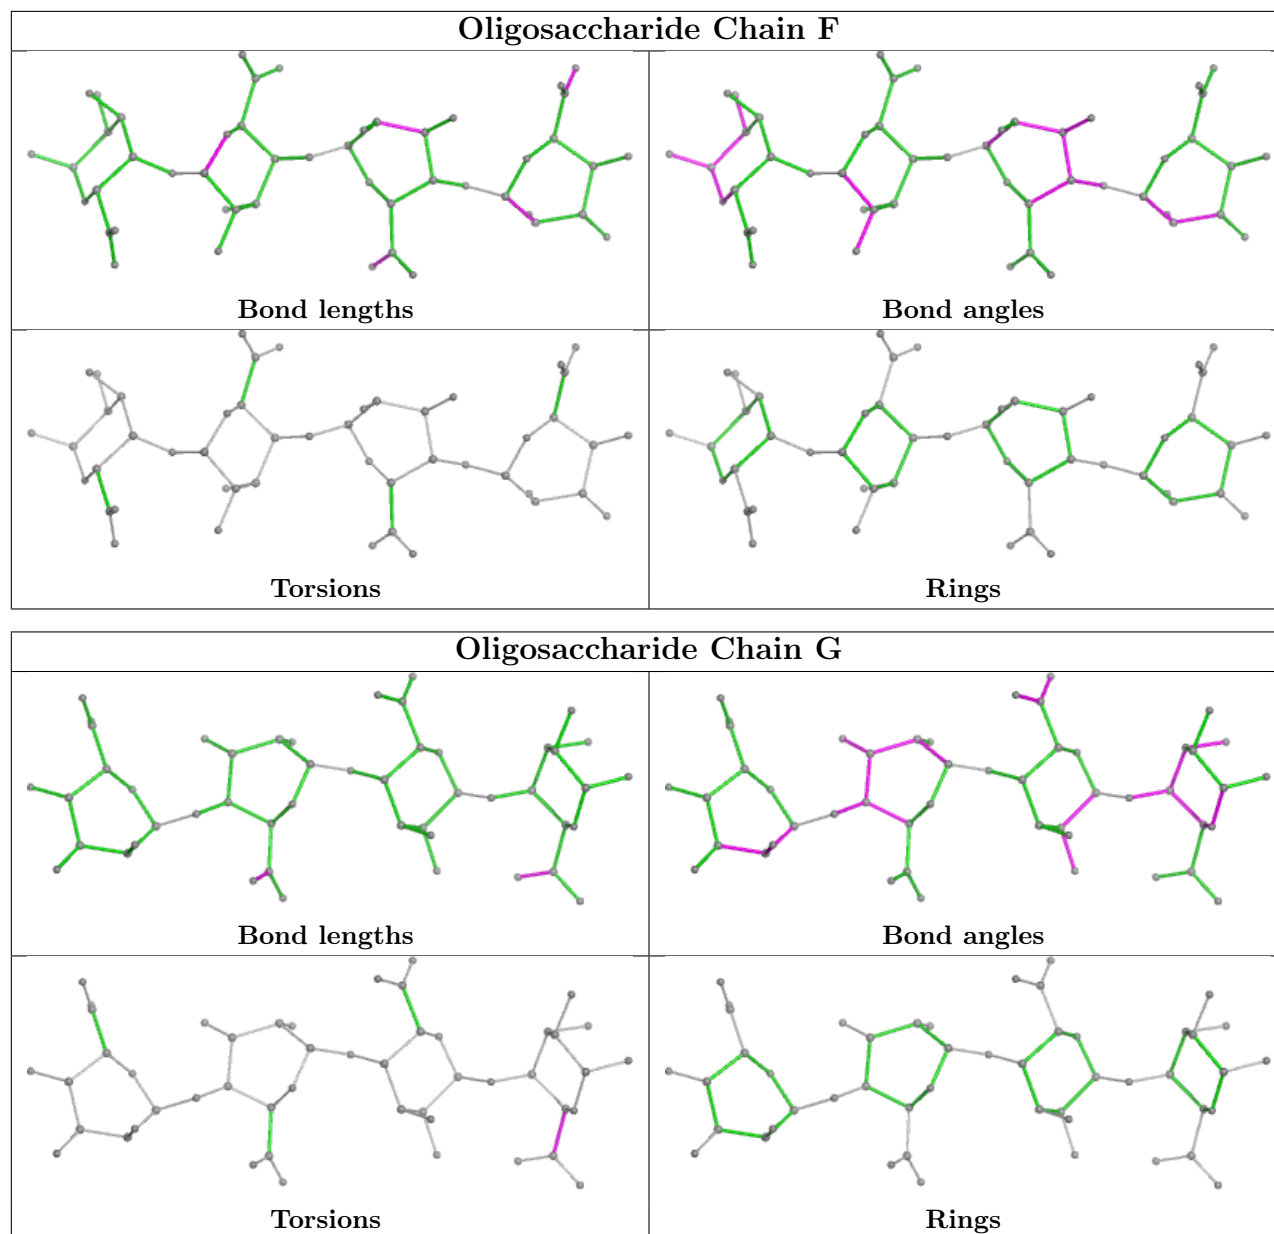 Oligosaccharide Chain F
Bond lengths
Bond angles
Torsions
Rings
Oligosaccharide Chain G
Bond lengths
Bond angles
Torsions
Rings